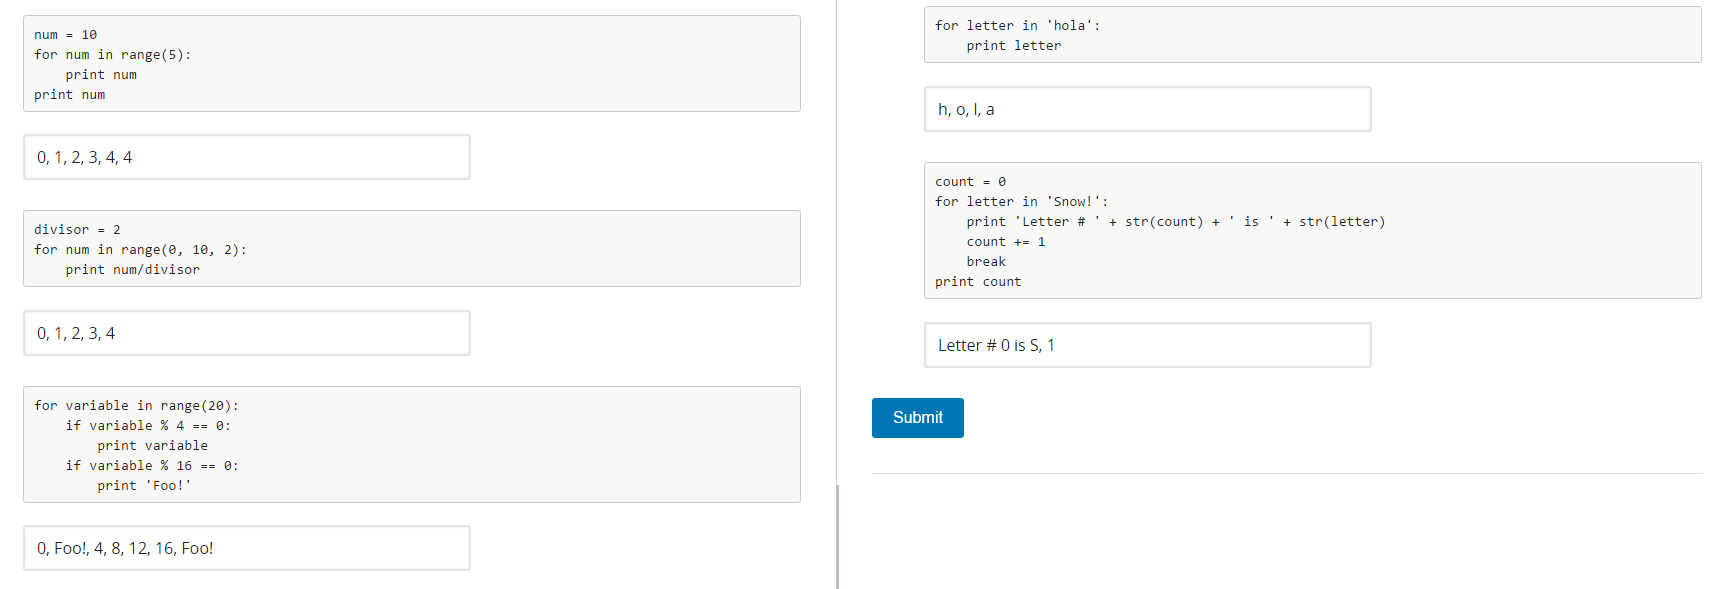 num = 10
for num in range(5):
    print num
print num
0, 1, 2, 3, 4, 4
divisor = 2
for num in range(0, 10, 2):
    print num/divisor
0, 1, 2, 3, 4
for variable in range(20):
    if variable % 4 == 0:
        print variable
    if variable % 16 == 0:
        print 'Foo!'
0, Foo!, 4, 8, 12, 16, Foo!
for letter in 'hola':
    print letter
h, o, l, a
count = 0
for letter in 'Snow!':
    print 'Letter # ' + str(count) + ' is ' + str(letter)
    count += 1
    break
print count
Letter # 0 is S, 1
Submit